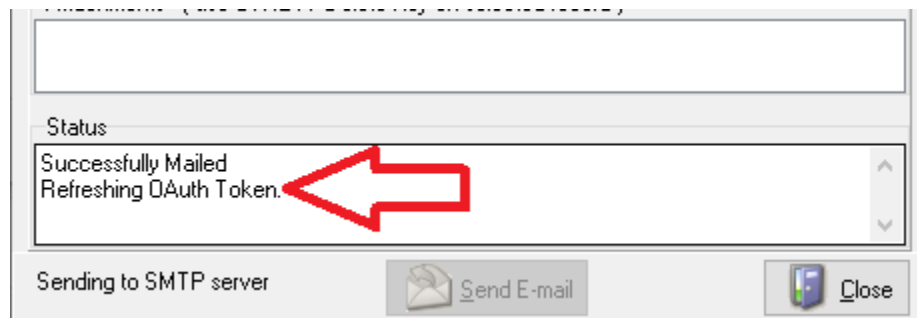 Status
Successfully Mailed
Refreshing OAuth Token.
Sending to SMTP server
Send E-mail
Close